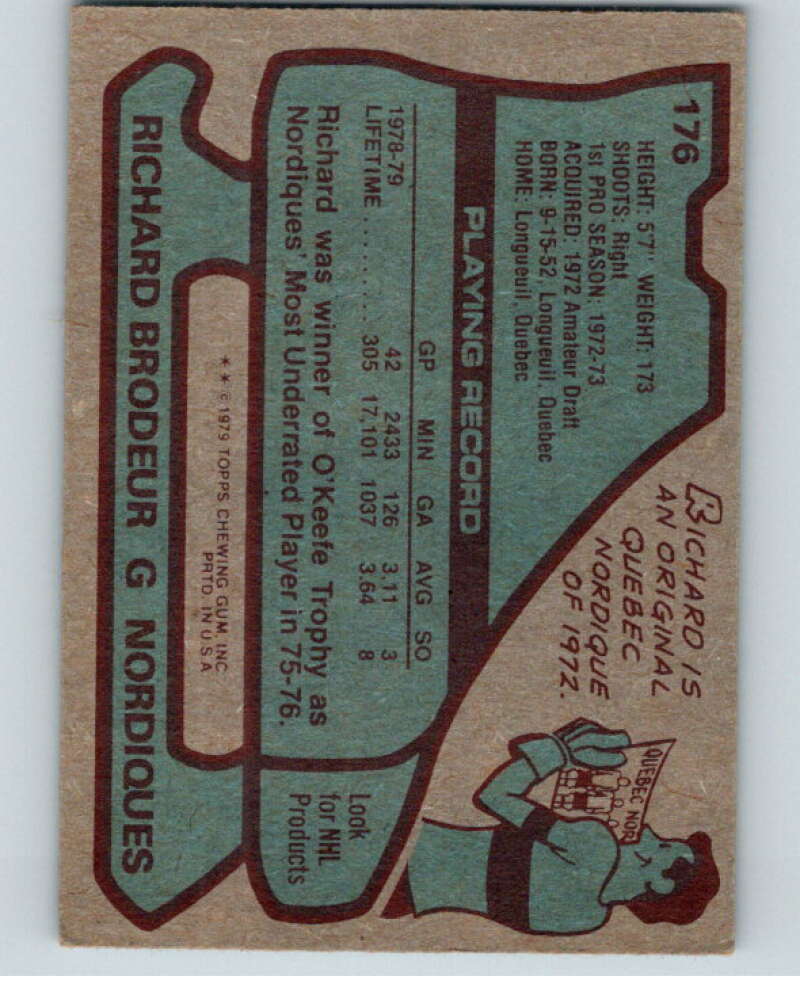 176
HEIGHT: 5'7" WEIGHT: 173
SHOOTS: Right
1st PRO SEASON: 1972-73
ACQUIRED: 1972 Amateur Draft
BORN: 9-15-52, Longueuil, Quebec
HOME: Longueuil, Quebec
RICHARD IS
AN ORIGINAL
QUEBEC
NORDIQUE
OF 1972.
QUEBEC NOR
PLAYING RECORD
GP MIN GA AVG SO
1978-79 42 2433 126 3.11 3
LIFETIME .......... 305 17,101 1037 3.64 8
Richard was winner of O'Keefe Trophy as
Nordiques' Most Underrated Player in 75-76.
Look
for NHL
Products
* * © 1979 TOPPS CHEWING GUM, INC
PRTD. IN U.S.A.
RICHARD BRODEUR G NORDIQUES